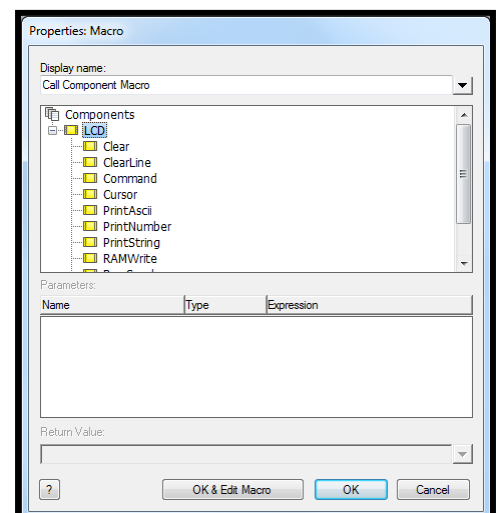 Properties: Macro
Display name:
Call Component Macro
Components
LCD
Clear
ClearLine
Command
Cursor
PrintAscii
PrintNumber
PrintString
RAMWrite
Parameters:
Name Type Expression
Return Value:
? OK & Edit Macro OK Cancel